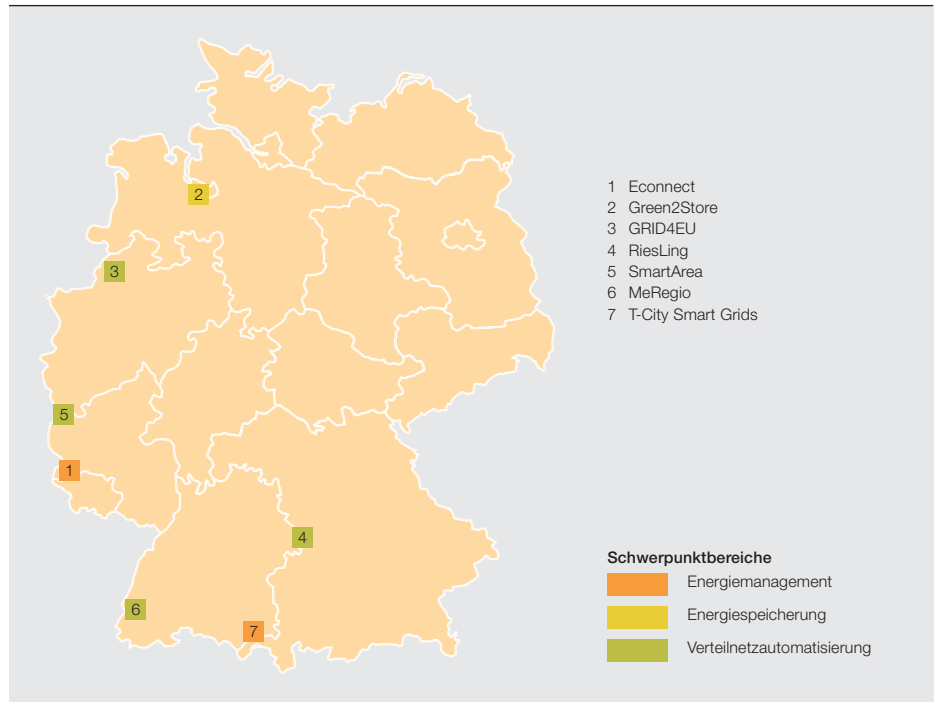 2
3
5
1
4
6
7
1 Econnect
2 Green2Store
3 GRID4EU
4 RiesLing
5 SmartArea
6 MeRegio
7 T-City Smart Grids
Schwerpunktbereiche
Energiemanagement
Energiespeicherung
Verteilnetzautomatisierung